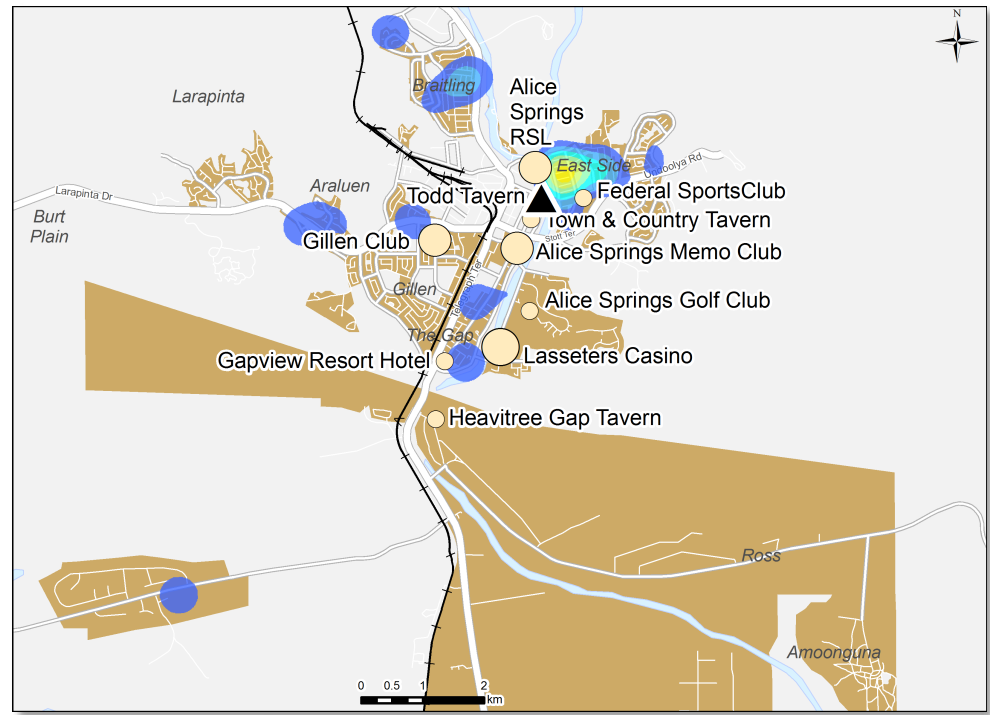 N
Braitling
Larapinta
Alice
Springs
RSL
East Side
Undoolya Rd
Araluen
Larapinta Dr
Todd Tavern
Federal SportsClub
Burt
Plain
Town & Country Tavern
Stott Ter
Gillen Club
Alice Springs Memo Club
Telegraph Ter
Gillen
Alice Springs Golf Club
The Gap
Gapview Resort Hotel
Lasseters Casino
Heavitree Gap Tavern
Ross
Amoonguna
0 0.5 1 2
km